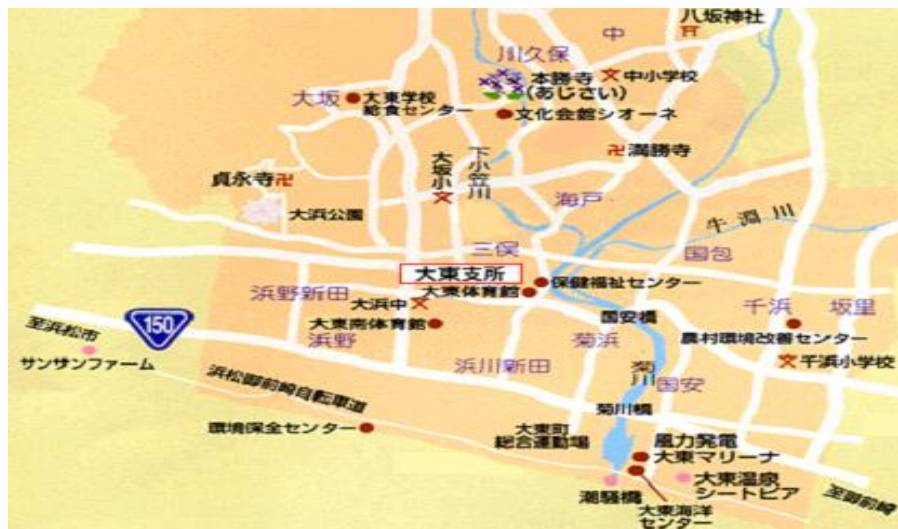 八坂神社
中
川久保
本勝寺
(あじさい)
中小学校
大坂
大東学校
給食センター
文化会館シオーネ
満勝寺
下小笠川
大坂小
貞永寺
大浜公園
海戸
牛淵川
三俣
国包
大東支所
保健福祉センター
大東体育館
浜野新田
大浜中
千浜
坂里
国安橋
大東南体育館
農村環境改善センター
150
至浜松市
サンサンファーム
浜野
浜川新田
菊浜
菊川
国安
千浜小学校
浜松御前崎自転車道
菊川橋
環境保全センター
大東町
総合運動場
風力発電
大東マリーナ
大東温泉
シートピア
潮騒橋
大東海洋
センター
至御前崎